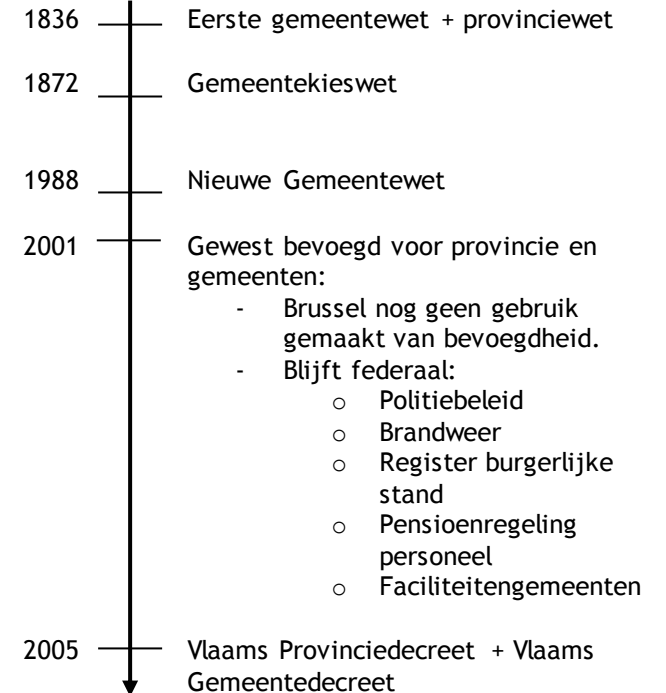 1836 Eerste gemeentewet + provinciewet
1872 Gemeentekieswet
1988 Nieuwe Gemeentewet
2001 Gewest bevoegd voor provincie en
gemeenten:
- Brussel nog geen gebruik
gemaakt van bevoegdheid.
- Blijft federaal:
o Politiebeleid
o Brandweer
o Register burgerlijke
stand
o Pensioenregeling
personeel
o Faciliteitengemeenten
2005 Vlaams Provinciedecreet + Vlaams
Gemeentedecreet